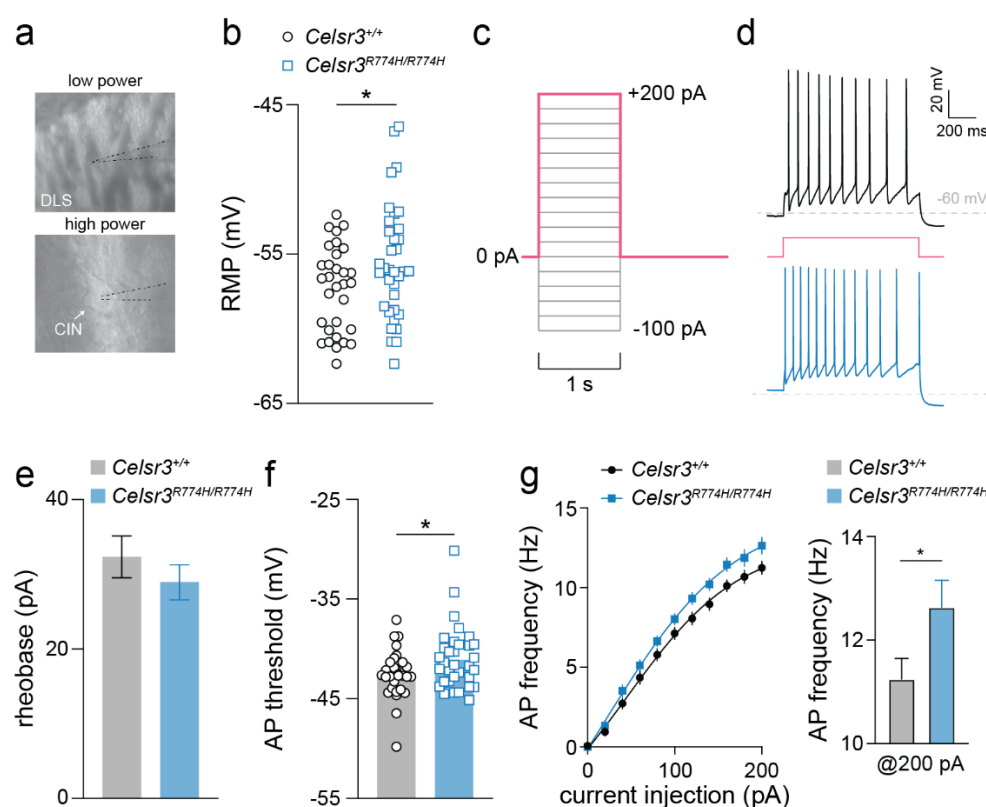 a
low power
DLS
high power
CIN
b
Celsr3+/+
Celsr3R774H/R774H
*
-45
-55
-65
RMP (mV)
c
+200 pA
0 pA
-100 pA
1 s
d
20 mV
200 ms
-60 mV
e
Celsr3+/+
Celsr3R774H/R774H
40
20
0
rheobase (pA)
f
-25
-35
-45
-55
*
AP threshold (mV)
g
Celsr3+/+
Celsr3R774H/R774H
15
10
5
0
AP frequency (Hz)
0
100
200
current injection (pA)
Celsr3+/+
Celsr3R774H/R774H
14
12
10
*
AP frequency (Hz)
@200 pA